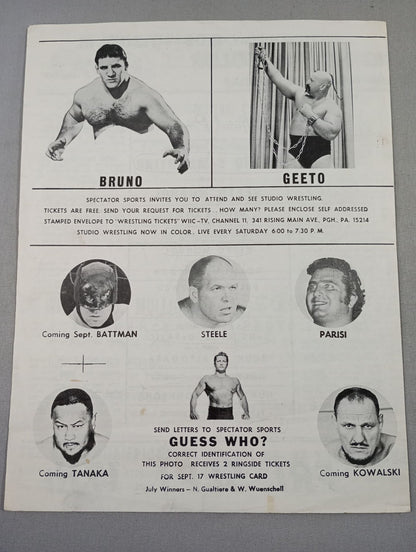 BRUNO
GEETO
SPECTATOR SPORTS INVITES YOU TO ATTEND AND SEE STUDIO WRESTLING.
TICKETS ARE FREE. SEND YOUR REQUEST FOR TICKETS . . HOW MANY? PLEASE ENCLOSE SELF ADDRESSED
STAMPED ENVELOPE TO 'WRESTLING TICKETS' WIIC-TV, CHANNEL 11, 341 RISING MAIN AVE, PGH, PA. 15214
STUDIO WRESTLING NOW IN COLOR. LIVE EVERY SATURDAY 6:00 to 7:30 P. M.
Coming Sept. BATTMAN
STEELE
PARISI
Coming TANAKA
SEND LETTERS TO SPECTATOR SPORTS
GUESS WHO?
CORRECT IDENTIFICATION OF
THIS PHOTO RECEIVES 2 RINGSIDE TICKETS
FOR SEPT. 17 WRESTLING CARD
July Winners - N. Gualtiere & W. Wuenschell
Coming KOWALSKI